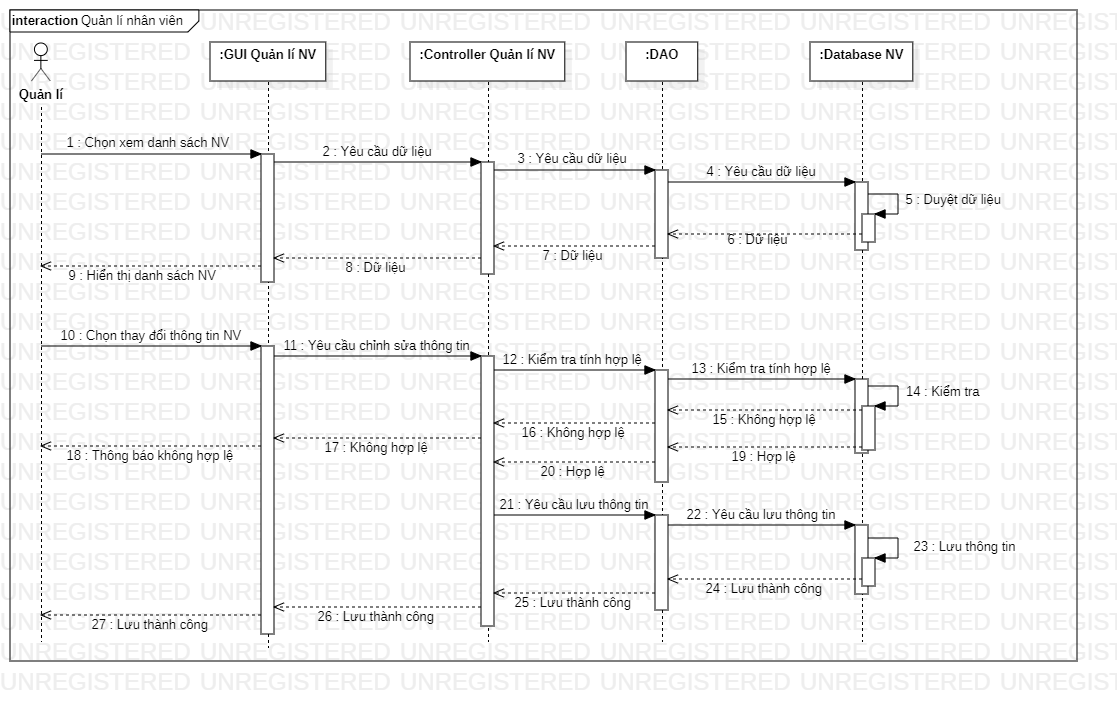 interaction Quản lí nhân viên
Quản lí
:GUI Quản lí NV
:Controller Quản lí NV
:DAO
:Database NV
1 : Chọn xem danh sách NV
2 : Yêu cầu dữ liệu
3 : Yêu cầu dữ liệu
4 : Yêu cầu dữ liệu
5 : Duyệt dữ liệu
6 : Dữ liệu
7 : Dữ liệu
8 : Dữ liệu
9 : Hiển thị danh sách NV
10 : Chọn thay đổi thông tin NV
11 : Yêu cầu chỉnh sửa thông tin
12 : Kiểm tra tính hợp lệ
13 : Kiểm tra tính hợp lệ
14 : Kiểm tra
15 : Không hợp lệ
16 : Không hợp lệ
17 : Không hợp lệ
18 : Thông báo không hợp lệ
19 : Hợp lệ
20 : Hợp lệ
21 : Yêu cầu lưu thông tin
22 : Yêu cầu lưu thông tin
23 : Lưu thông tin
24 : Lưu thành công
25 : Lưu thành công
26 : Lưu thành công
27 : Lưu thành công
UNREGISTERED UNREGISTERED UNREGISTERED UNREGISTERED UNREGISTERED UNREGISTERED